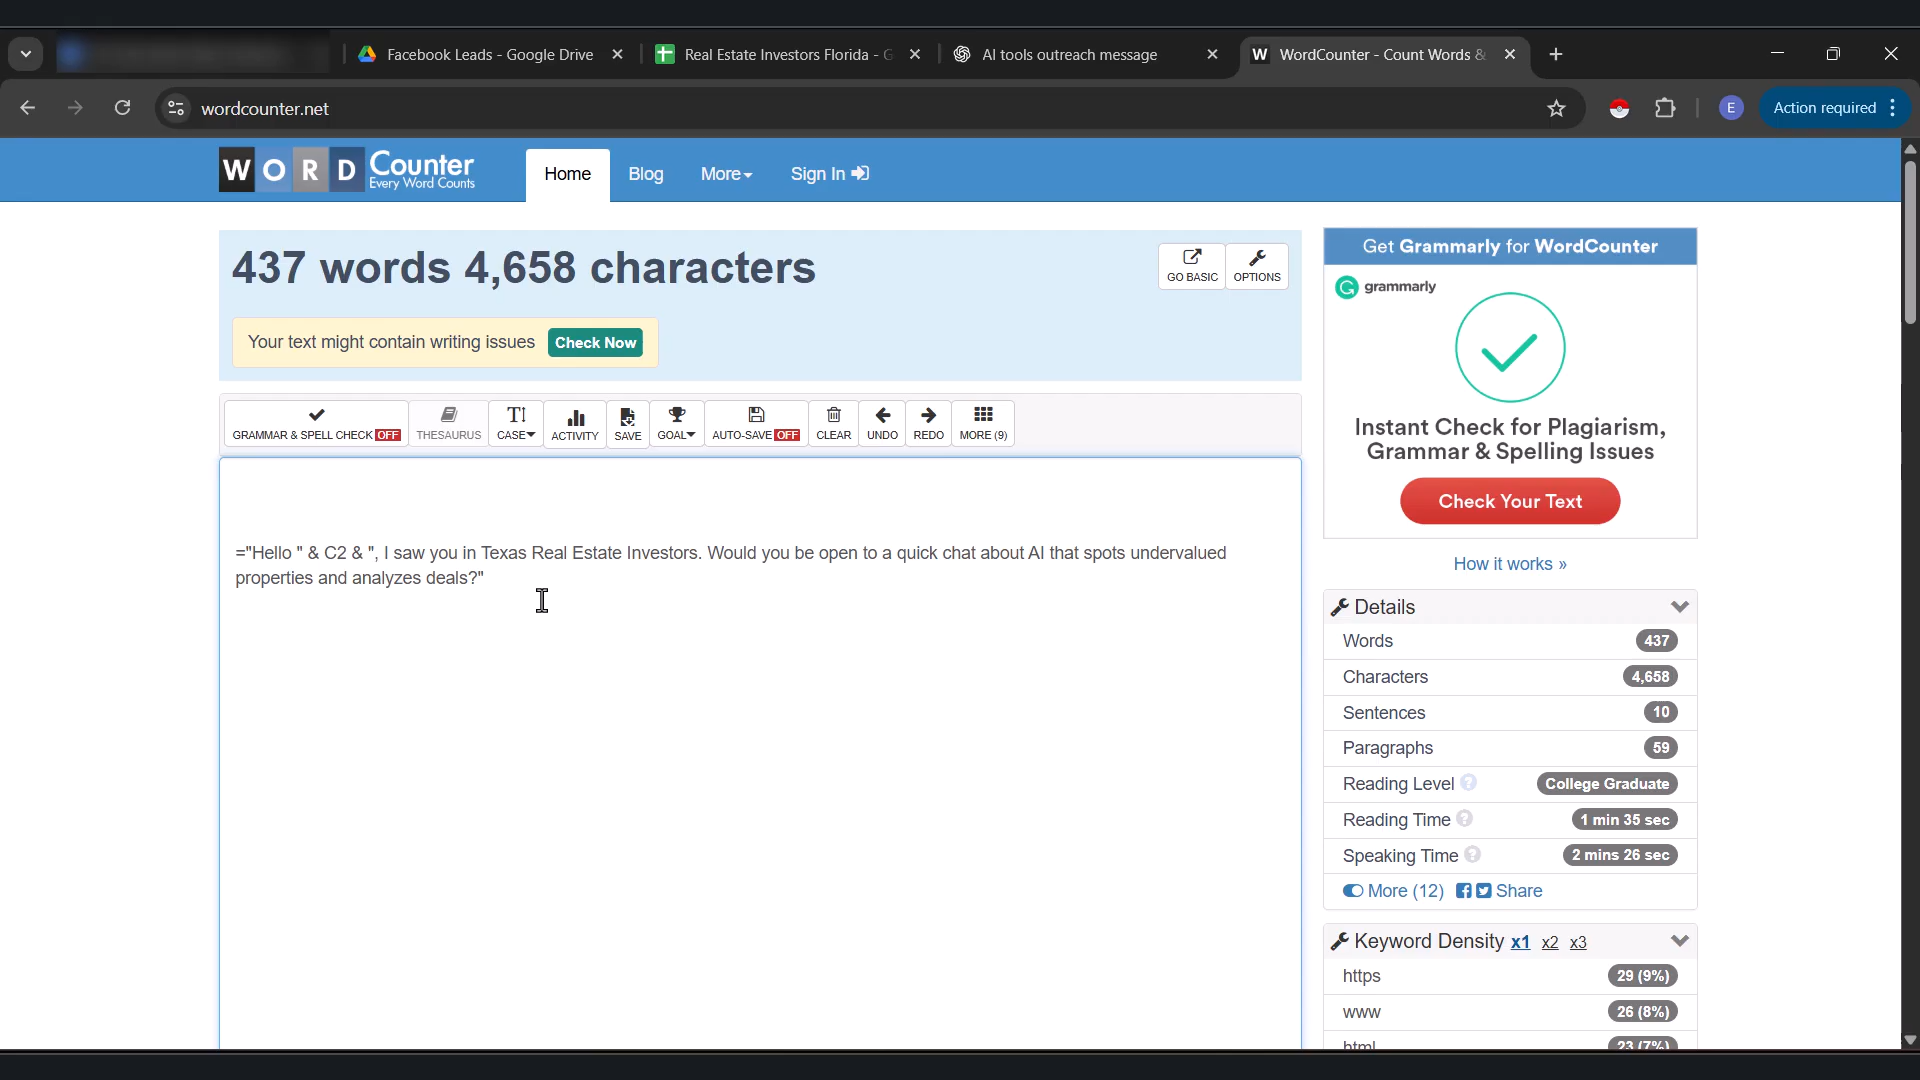 Facebook Leads - Google Drive
Real Estate Investors Florida - G
AI tools outreach message
W WordCounter - Count Words &
wordcounter.net
E
Action required
WORD Counter
Every Word Counts
Home
Blog
More
Sign In
437 words 4,658 characters
GO BASIC
OPTIONS
Your text might contain writing issues Check Now
GRAMMAR & SPELL CHECK OFF
THESAURUS
CASE
ACTIVITY
SAVE
GOAL
AUTO-SAVE OFF
CLEAR
UNDO
REDO
MORE (9)
="Hello " & C2 & ", I saw you in Texas Real Estate Investors. Would you be open to a quick chat about AI that spots undervalued
properties and analyzes deals?"
Get Grammarly for WordCounter
grammarly
Instant Check for Plagiarism,
Grammar & Spelling Issues
Check Your Text
How it works »
Details
Words 437
Characters 4,658
Sentences 10
Paragraphs 59
Reading Level ? College Graduate
Reading Time ? 1 min 35 sec
Speaking Time ? 2 mins 26 sec
More (12) Share
Keyword Density x1 x2 x3
https 29 (9%)
www 26 (8%)
html 23 (7%)